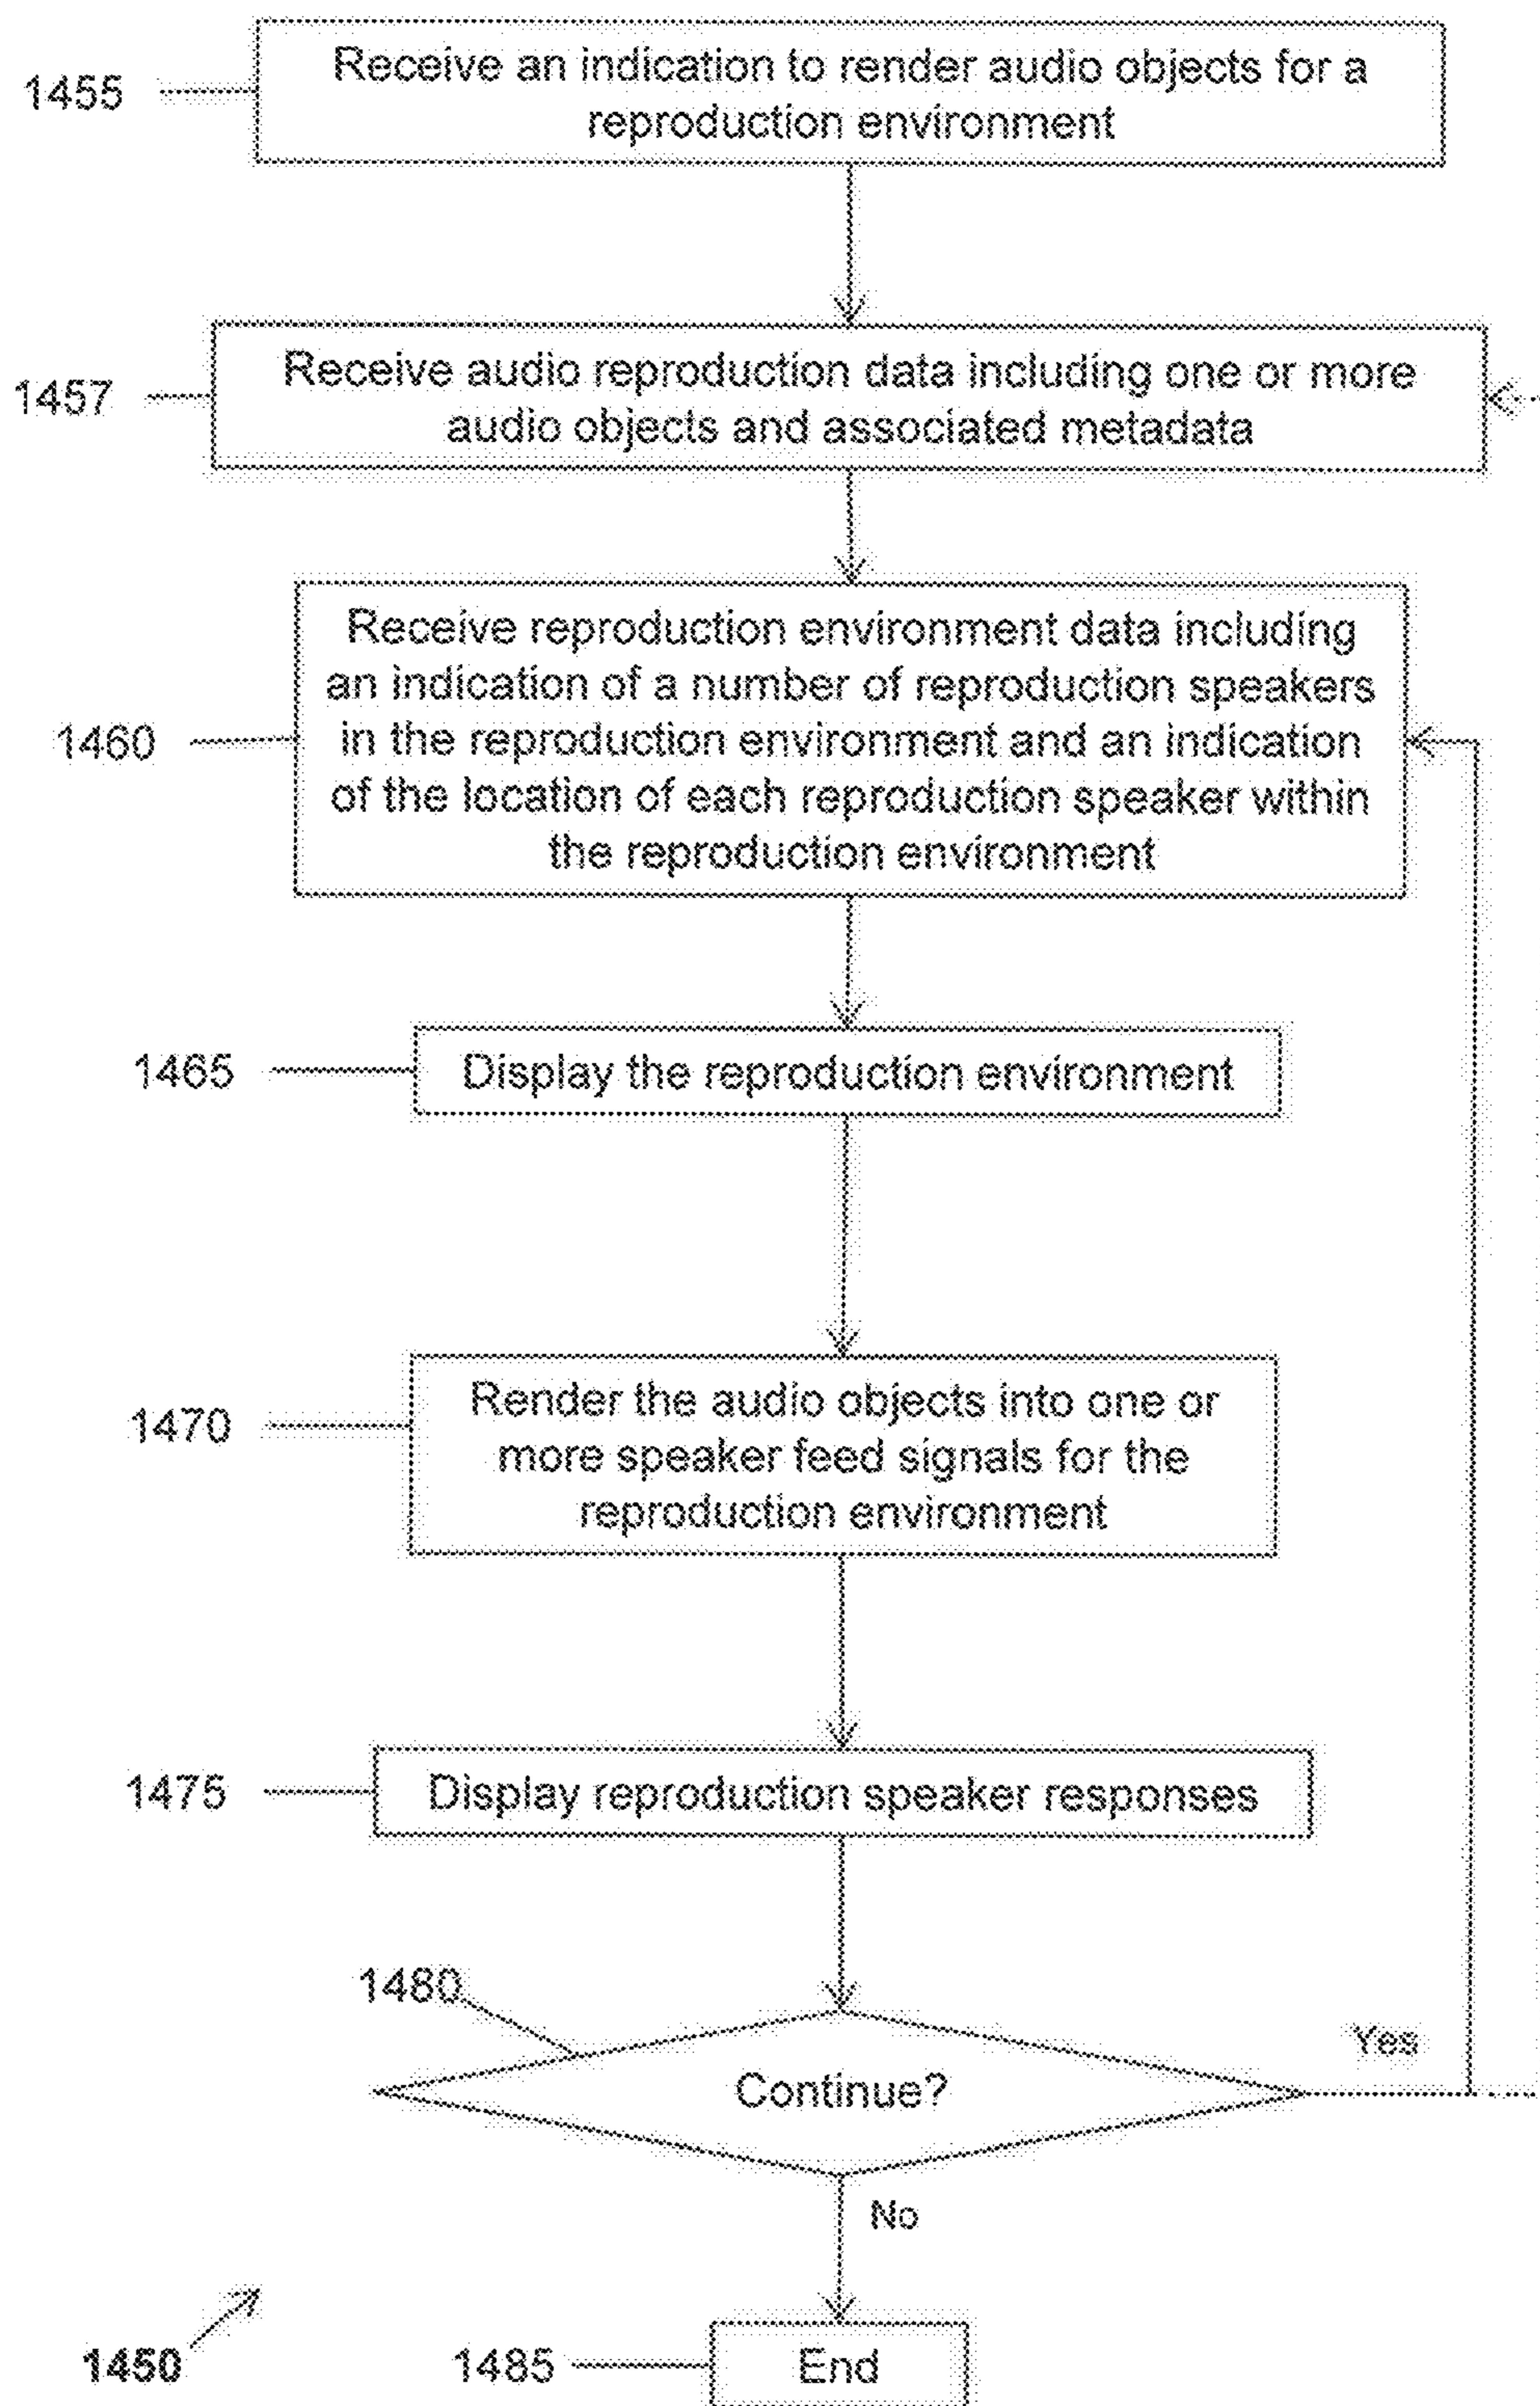 1455
Receive an indication to render audio objects for a
reproduction environment
1457
Receive audio reproduction data including one or more
audio objects and associated metadata
1460
Receive reproduction environment data including
an indication of a number of reproduction speakers
in the reproduction environment and an indication
of the location of each reproduction speaker within
the reproduction environment
1465
Display the reproduction environment
1470
Render the audio objects into one or
more speaker feed signals for the
reproduction environment
1475
Display reproduction speaker responses
1480
Continue?
Yes
No
1450
1485
End